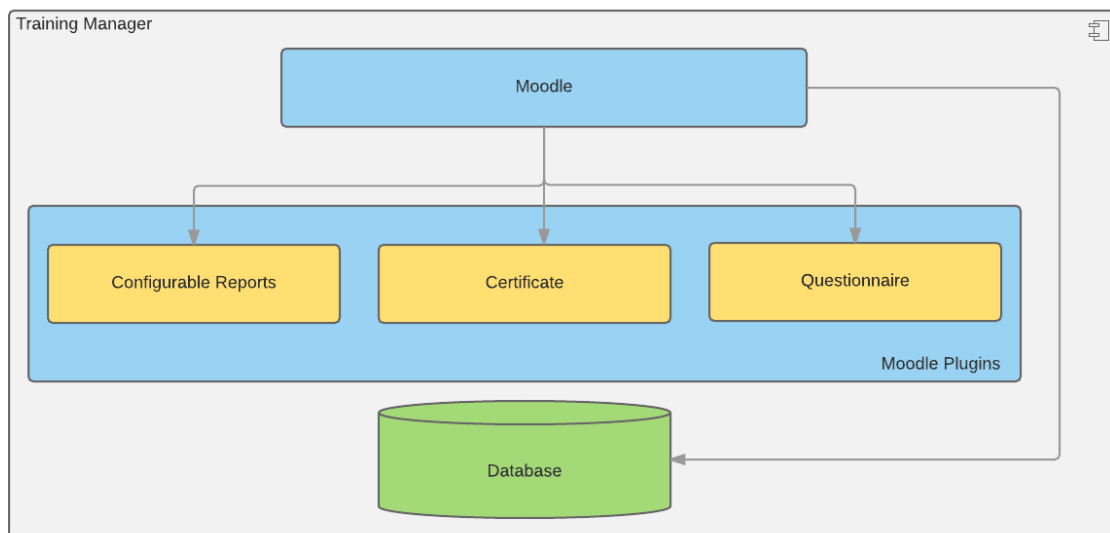 Training Manager
Moodle
Configurable Reports
Certificate
Questionnaire
Moodle Plugins
Database